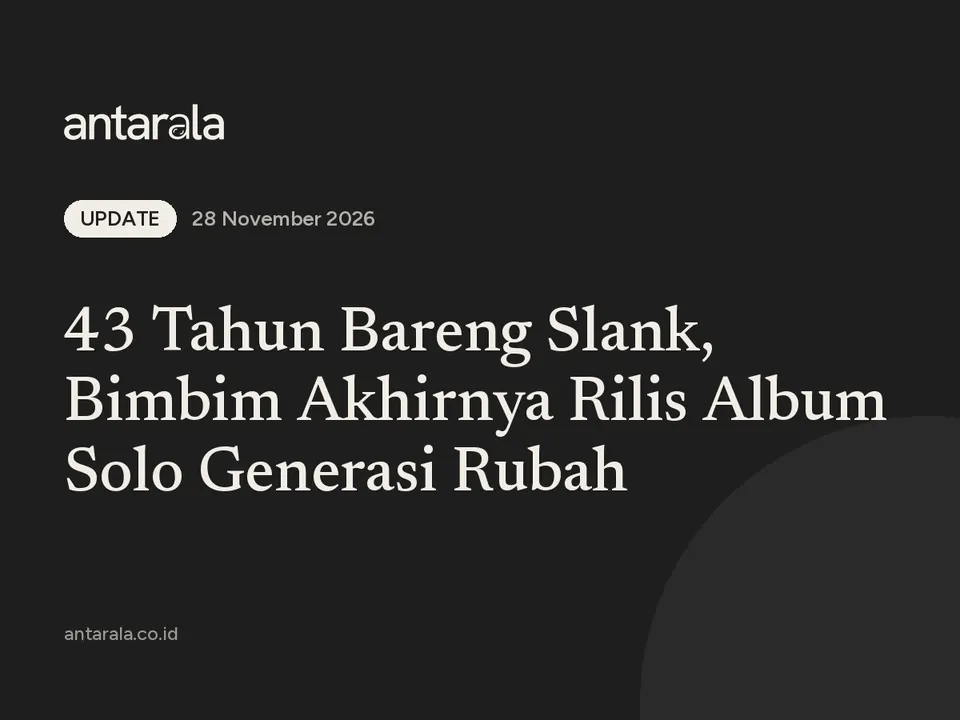 antarala
UPDATE 28 November 2026
43 Tahun Bareng Slank,
Bimbim Akhirnya Rilis Album
Solo Generasi Rubah
antarala.co.id